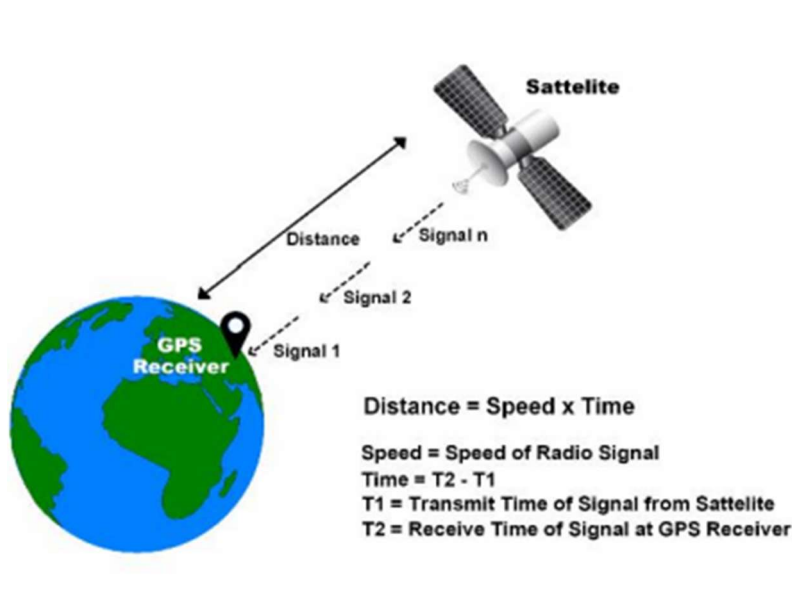 Sattelite
Distance
Signal n
Signal 2
Signal 1
GPS
Receiver
Distance = Speed x Time
Speed = Speed of Radio Signal
Time = T2 - T1
T1 = Transmit Time of Signal from Sattelite
T2 = Receive Time of Signal at GPS Receiver